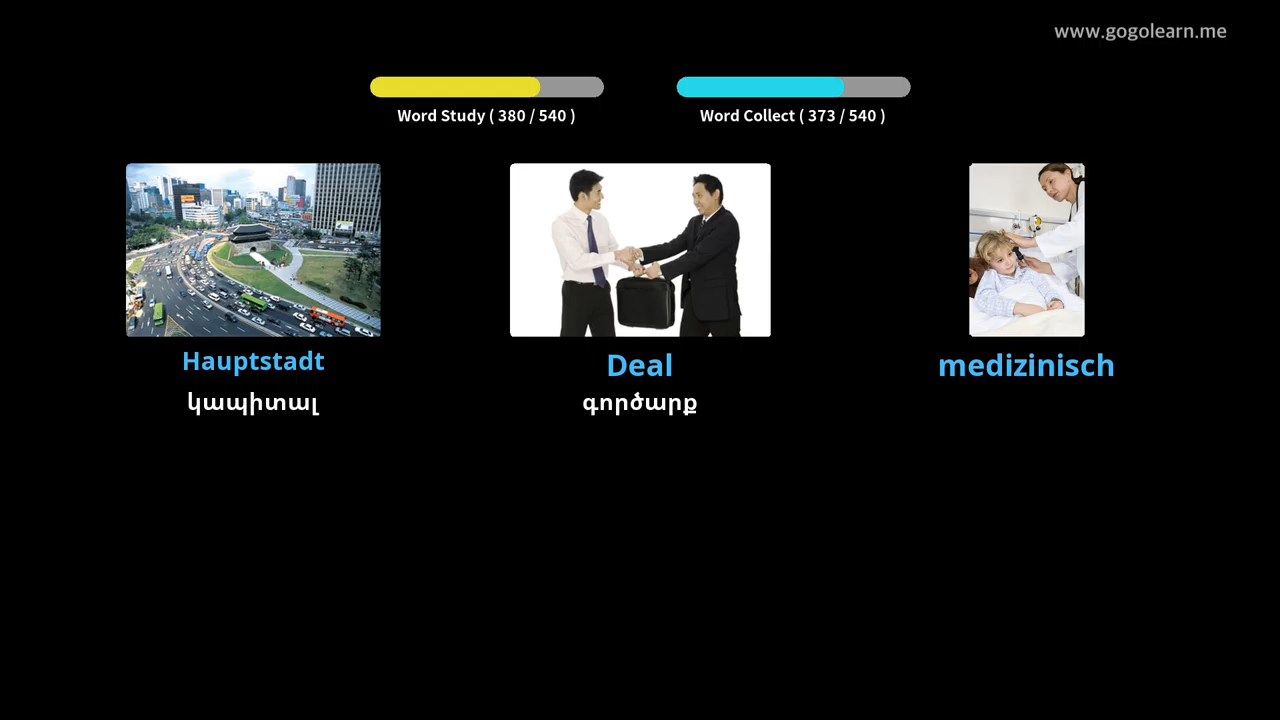 www.gogolearn.me
Word Study ( 380 / 540 )
Word Collect ( 373 / 540 )
Hauptstadt
կապիտալ
Deal
գործարք
medizinisch